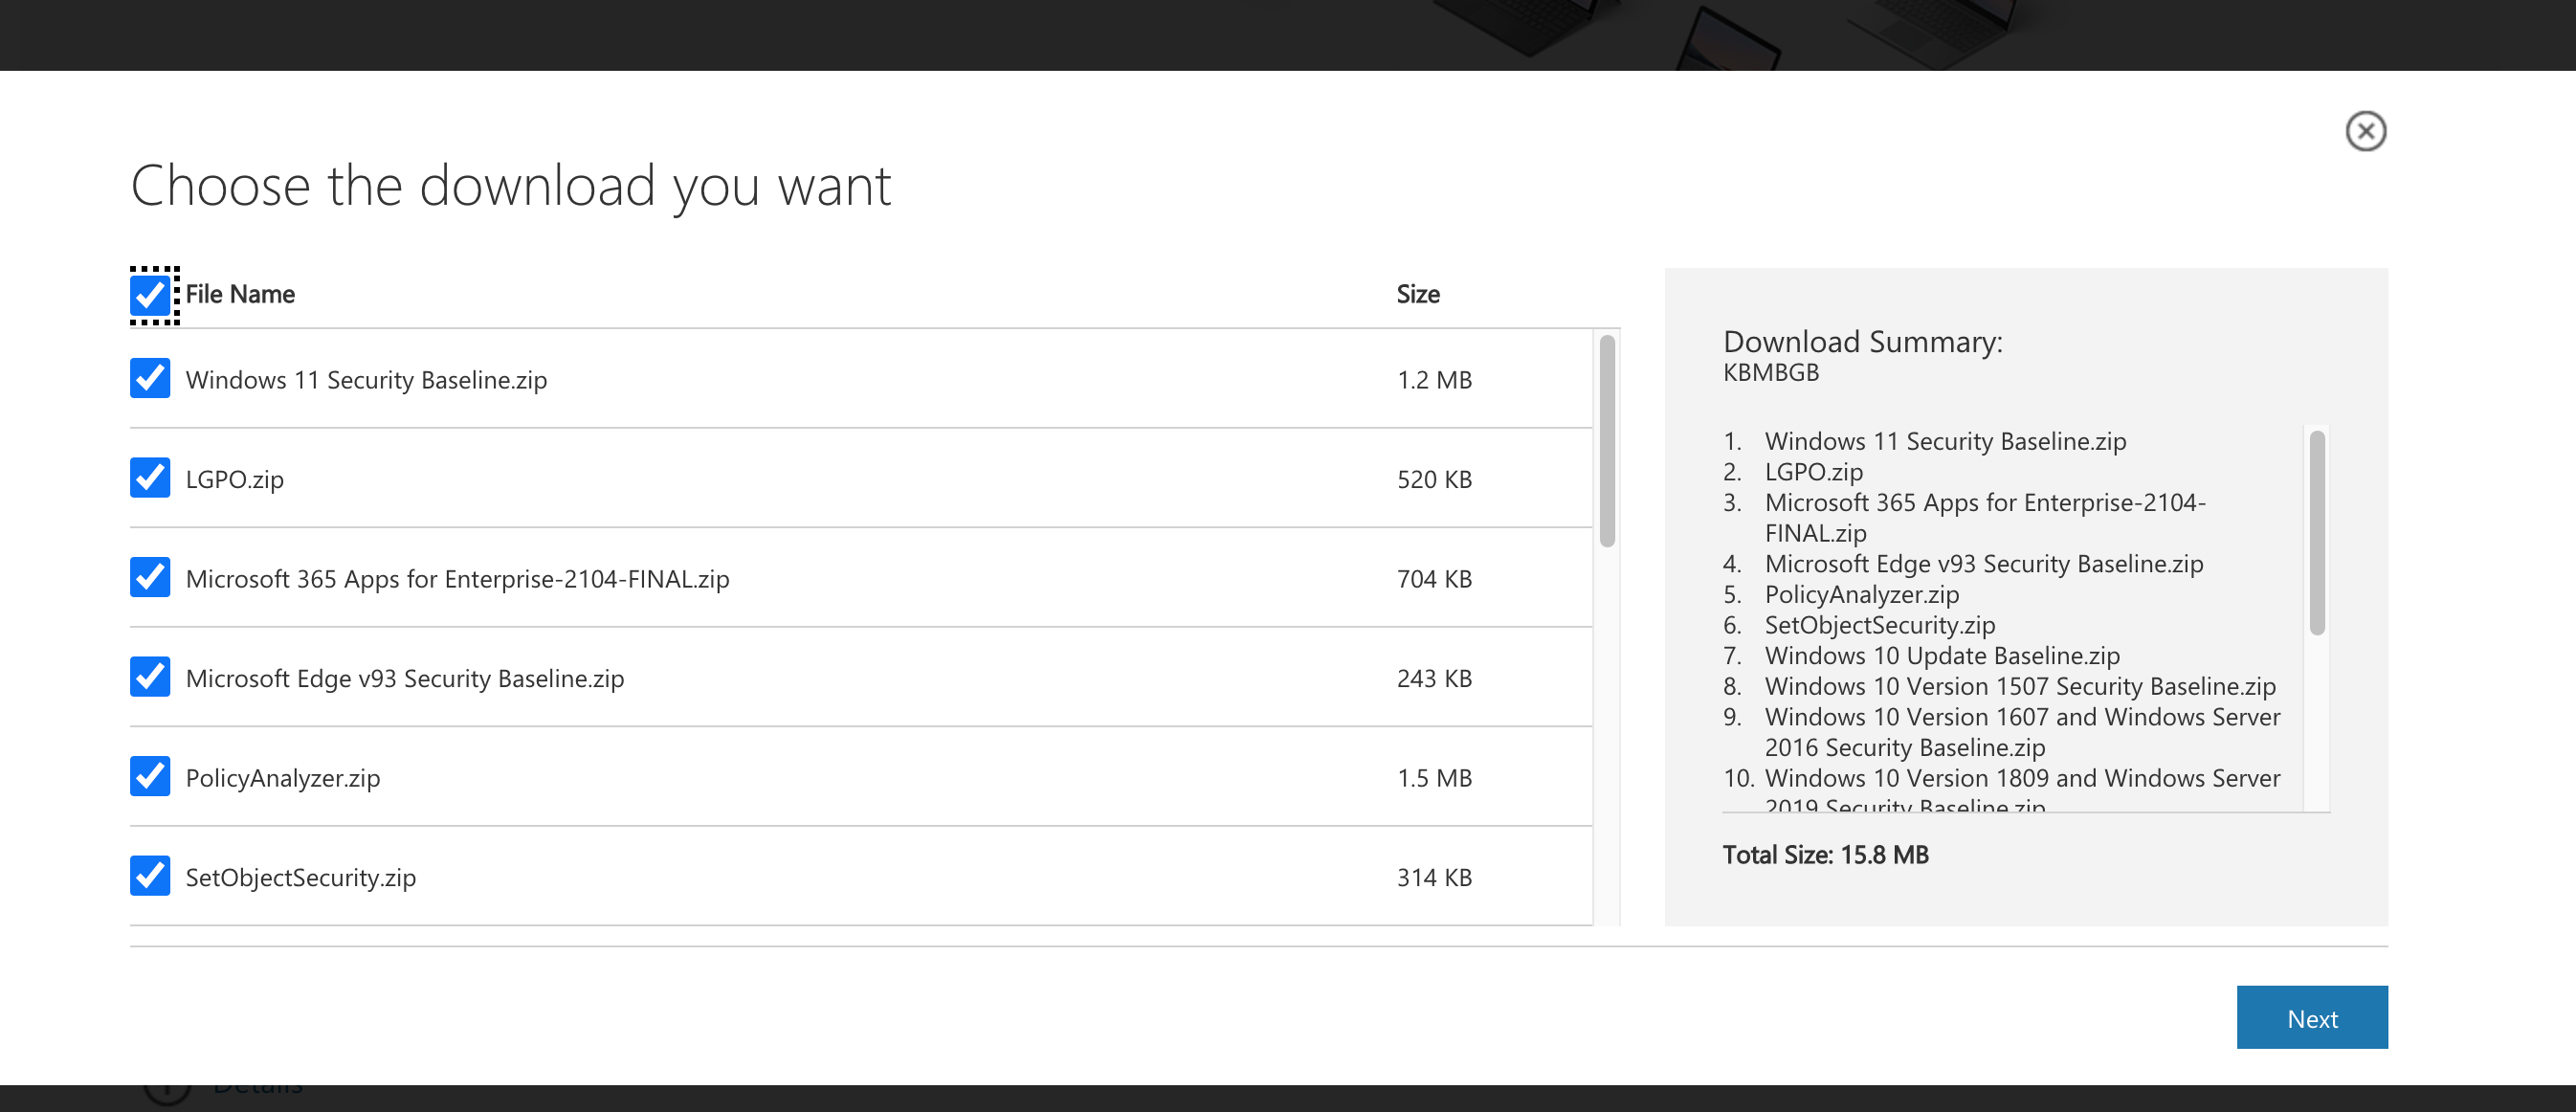 Choose the download you want
File Name
Size
Windows 11 Security Baseline.zip
1.2 MB
LGPO.zip
520 KB
Microsoft 365 Apps for Enterprise-2104-FINAL.zip
704 KB
Microsoft Edge v93 Security Baseline.zip
243 KB
PolicyAnalyzer.zip
1.5 MB
SetObjectSecurity.zip
314 KB
Download Summary:
KBMBGB
1. Windows 11 Security Baseline.zip
2. LGPO.zip
3. Microsoft 365 Apps for Enterprise-2104-
FINAL.zip
4. Microsoft Edge v93 Security Baseline.zip
5. PolicyAnalyzer.zip
6. SetObjectSecurity.zip
7. Windows 10 Update Baseline.zip
8. Windows 10 Version 1507 Security Baseline.zip
9. Windows 10 Version 1607 and Windows Server
2016 Security Baseline.zip
10. Windows 10 Version 1809 and Windows Server
2019 Security Baseline.zip
Total Size: 15.8 MB
Next
Details